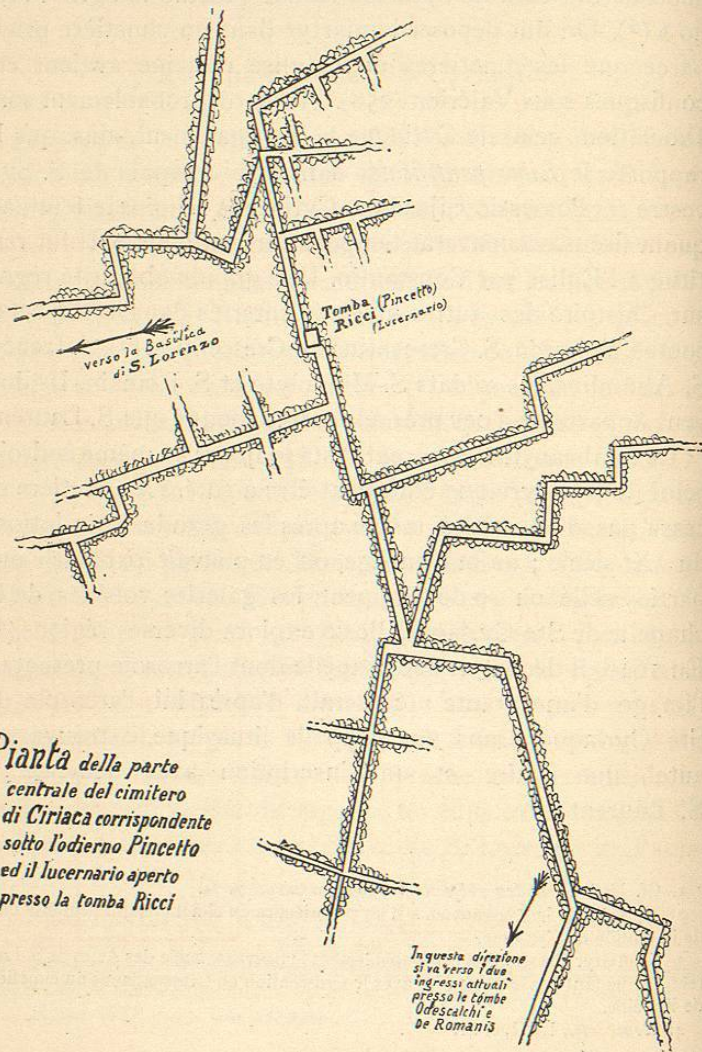 Tomba
Ricci (Pincetto)
(Lucernario)
verso la Basilica
di S. Lorenzo
Pianta della parte
centrale del cimitero
di Ciriaca corrispondente
sotto l'odierno Pincetto
ed il lucernario aperto
presso la tomba Ricci
In questa direzione
si va verso i due
ingressi attuali
presso le tombe
Odescalchi e
De Romanis